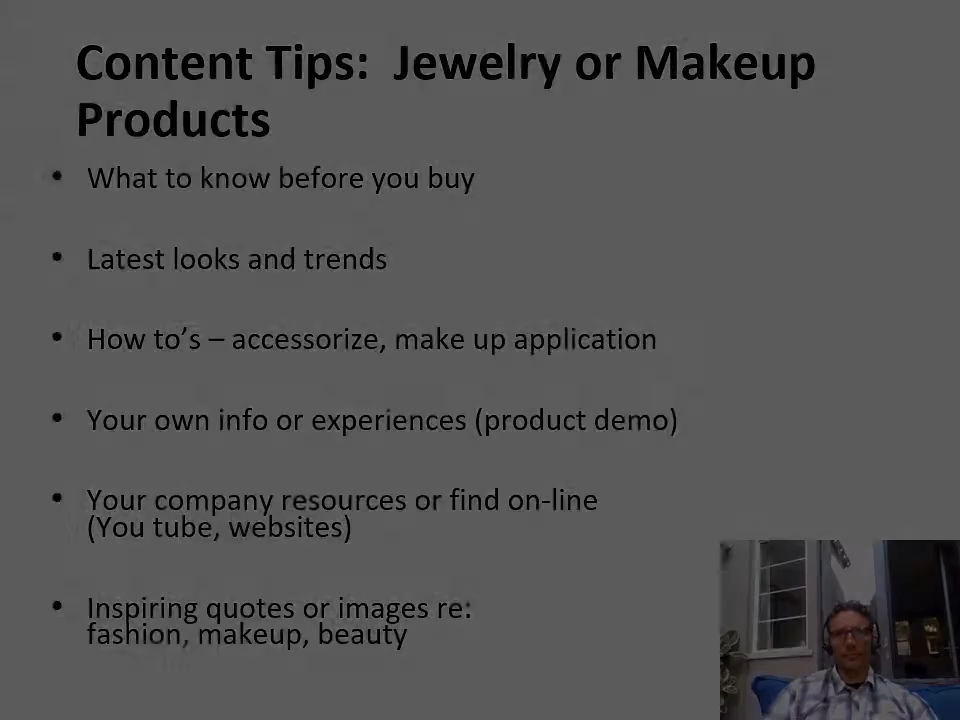 Content Tips:  Jewelry or Makeup
Products
• What to know before you buy
• Latest looks and trends
• How to’s – accessorize, make up application
• Your own info or experiences (product demo)
• Your company resources or find on-line
(You tube, websites)
• Inspiring quotes or images re:
fashion, makeup, beauty